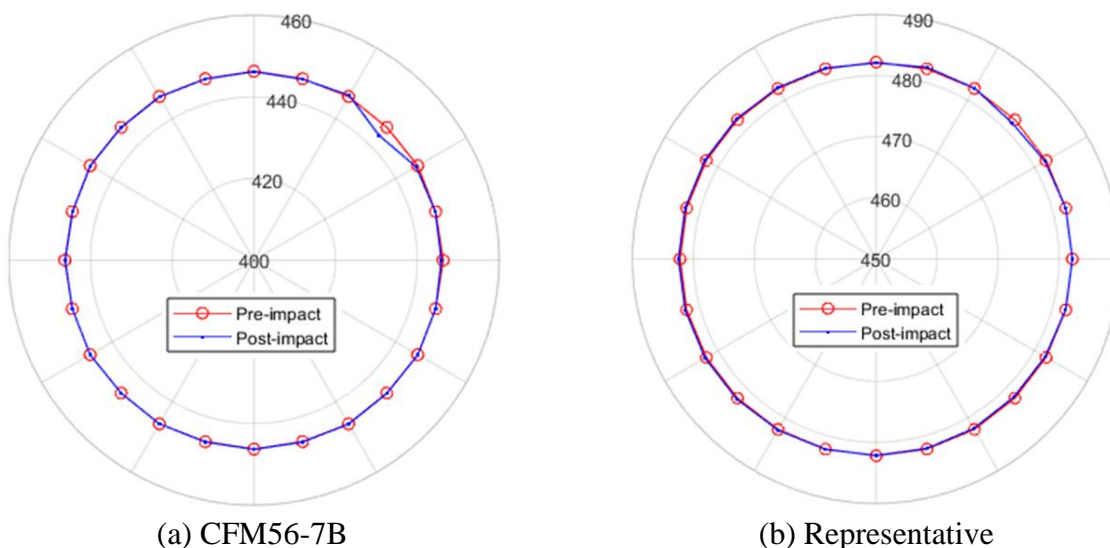 460
440
420
400
Pre-impact
Post-impact
(a) CFM56-7B
490
480
470
460
450
Pre-impact
Post-impact
(b) Representative